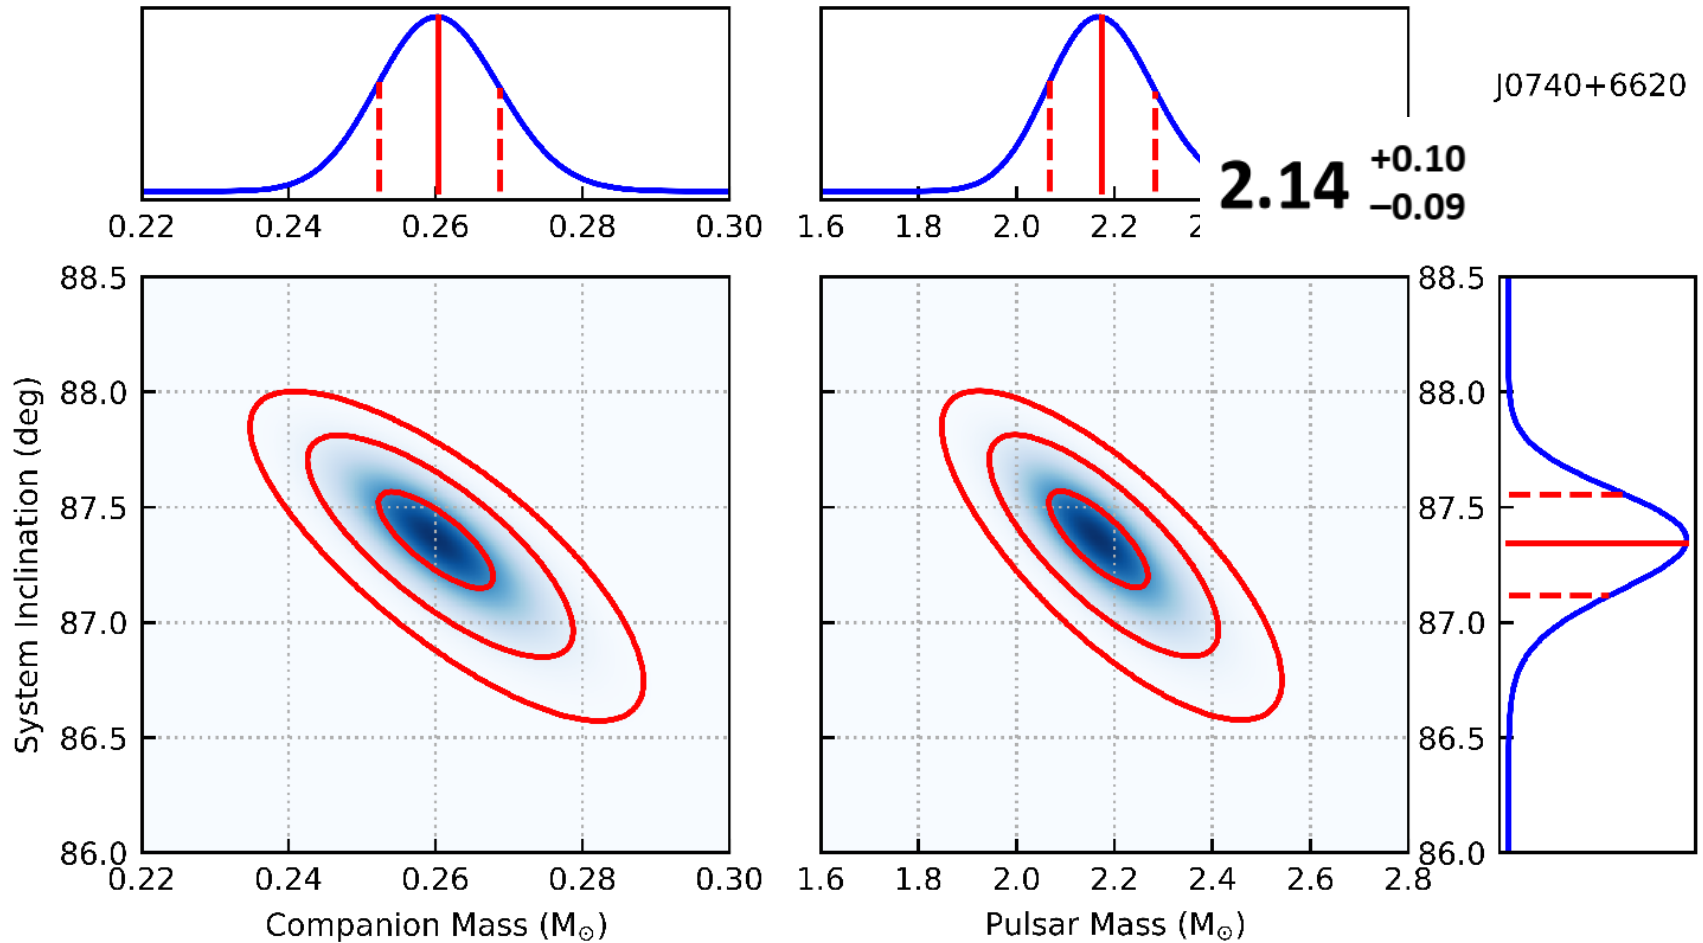 J0740+6620
2.14 +0.10 −0.09
0.22 0.24 0.26 0.28 0.30
1.6 1.8 2.0 2.2 2
88.5
88.0
87.5
87.0
86.5
86.0
System Inclination (deg)
0.22 0.24 0.26 0.28 0.30
Companion Mass (M☉)
1.6 1.8 2.0 2.2 2.4 2.6 2.8
Pulsar Mass (M☉)
88.5
88.0
87.5
87.0
86.5
86.0